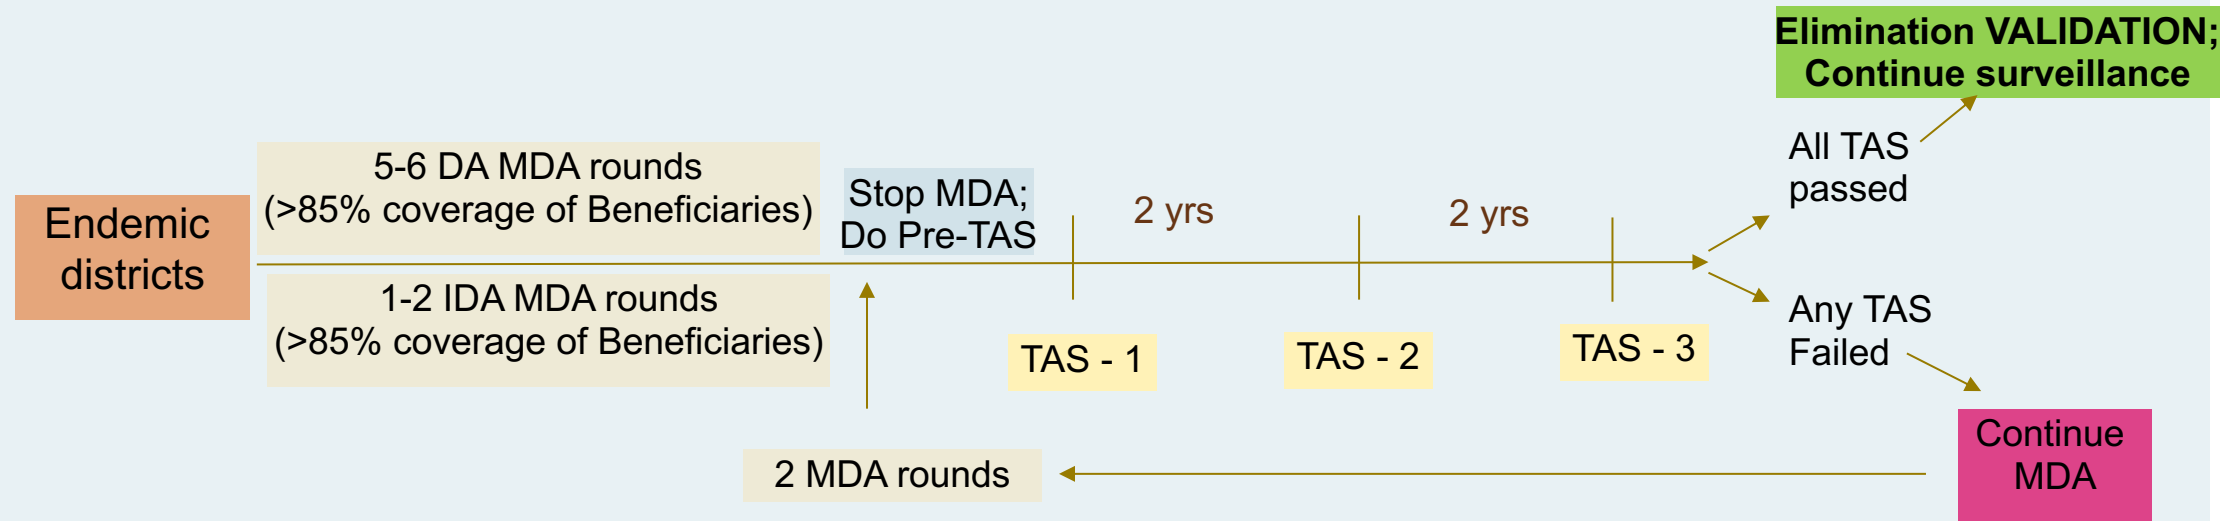 Elimination VALIDATION;
Continue surveillance
Endemic
districts
5-6 DA MDA rounds
(>85% coverage of Beneficiaries)
1-2 IDA MDA rounds
(>85% coverage of Beneficiaries)
Stop MDA;
Do Pre-TAS
2 yrs
2 yrs
TAS - 1
TAS - 2
TAS - 3
All TAS
passed
Any TAS
Failed
Continue
MDA
2 MDA rounds